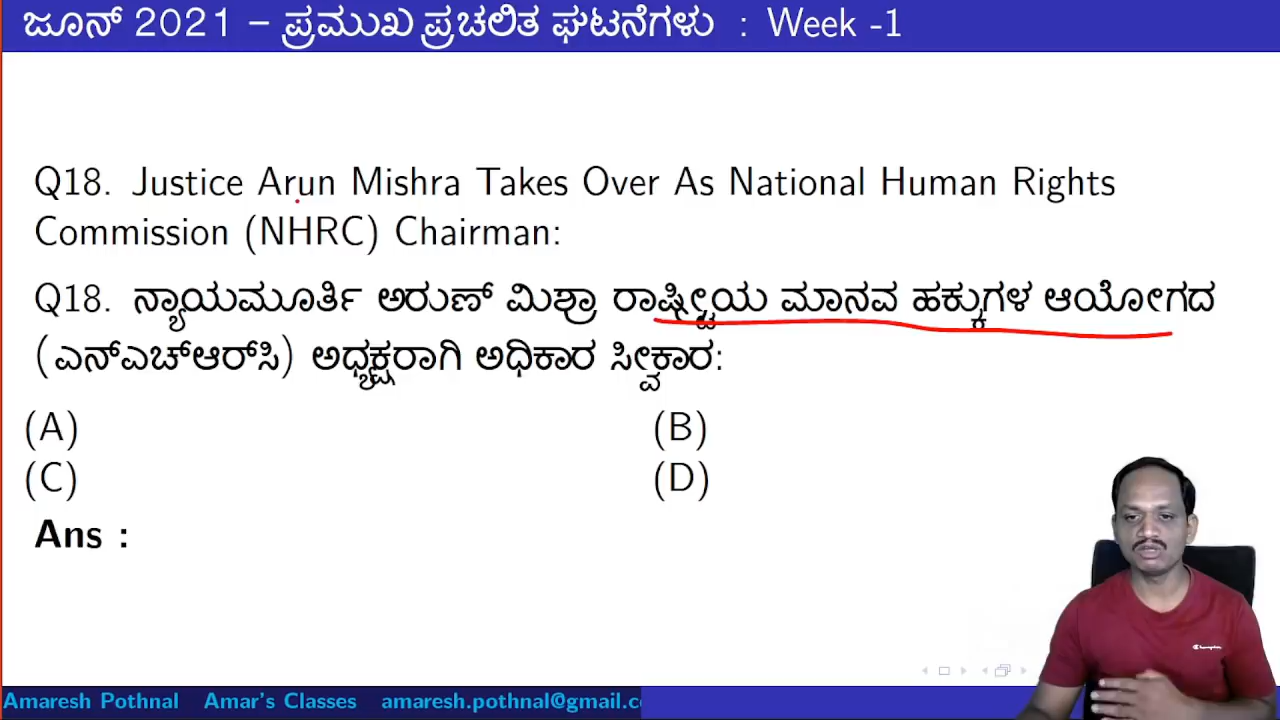 ಜೂನ್ 2021 – ಪ್ರಮುಖ ಪ್ರಚಲಿತ ಘಟನೆಗಳು : Week -1
Q18. Justice Arun Mishra Takes Over As National Human Rights
Commission (NHRC) Chairman:
Q18. ನ್ಯಾಯಮೂರ್ತಿ ಅರುಣ್ ಮಿಶ್ರಾ ರಾಷ್ಟ್ರೀಯ ಮಾನವ ಹಕ್ಕುಗಳ ಆಯೋಗದ
(ಎನ್ಎಚ್ಆರ್ಸಿ) ಅಧ್ಯಕ್ಷರಾಗಿ ಅಧಿಕಾರ ಸ್ವೀಕಾರ:
(A) (B)
(C) (D)
Ans :
Amaresh Pothnal Amar's Classes amaresh.pothnal@gmail.c